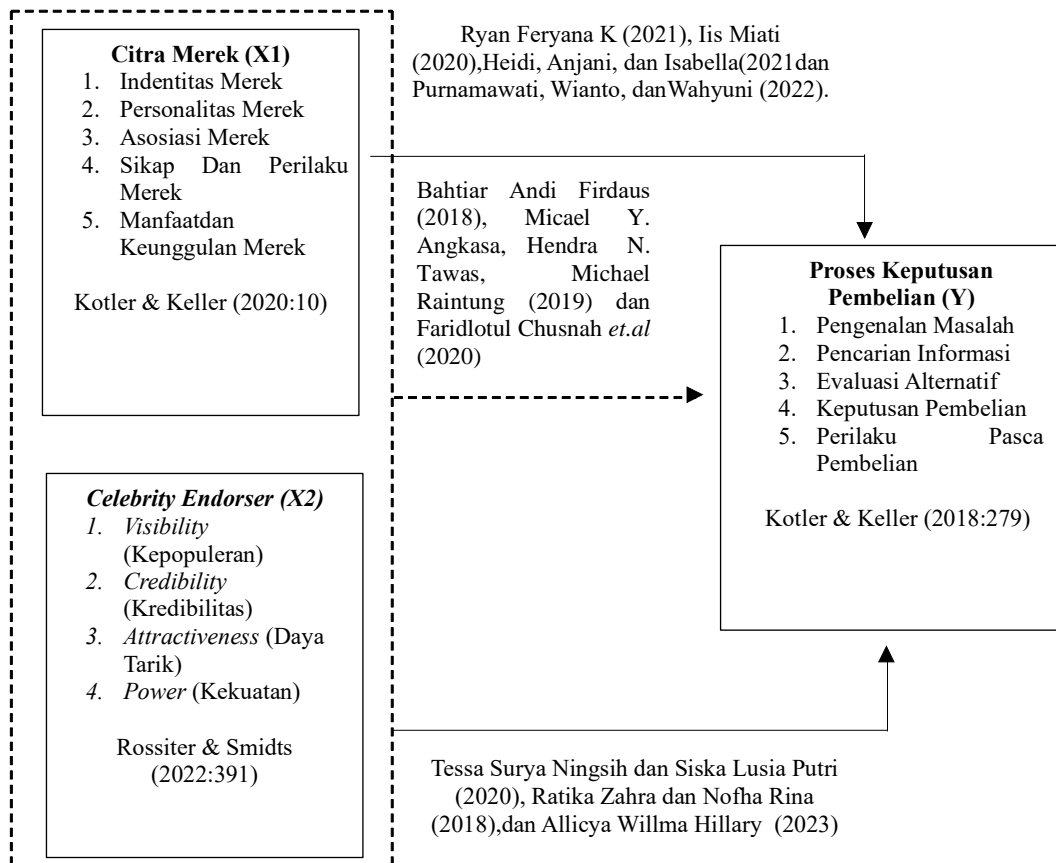 Citra Merek (X1)
1. Indentitas Merek
2. Personalitas Merek
3. Asosiasi Merek
4. Sikap Dan Perilaku
Merek
5. Manfaatdan
Keunggulan Merek
Kotler & Keller (2020:10)
Ryan Feryana K (2021), Iis Miati
(2020),Heidi, Anjani, dan Isabella(2021dan
Purnamawati, Wianto, danWahyuni (2022).
Bahtiar Andi Firdaus
(2018), Micael Y.
Angkasa, Hendra N.
Tawas, Michael
Raintung (2019) dan
Faridlotul Chusnah et.al
(2020)
Proses Keputusan
Pembelian (Y)
1. Pengenalan Masalah
2. Pencarian Informasi
3. Evaluasi Alternatif
4. Keputusan Pembelian
5. Perilaku Pasca
Pembelian
Kotler & Keller (2018:279)
Celebrity Endorser (X2)
1. Visibility
(Kepopuleran)
2. Credibility
(Kredibilitas)
3. Attractiveness (Daya
Tarik)
4. Power (Kekuatan)
Rossiter & Smidts
(2022:391)
Tessa Surya Ningsih dan Siska Lusia Putri
(2020), Ratika Zahra dan Nofha Rina
(2018),dan Allicya Willma Hillary (2023)